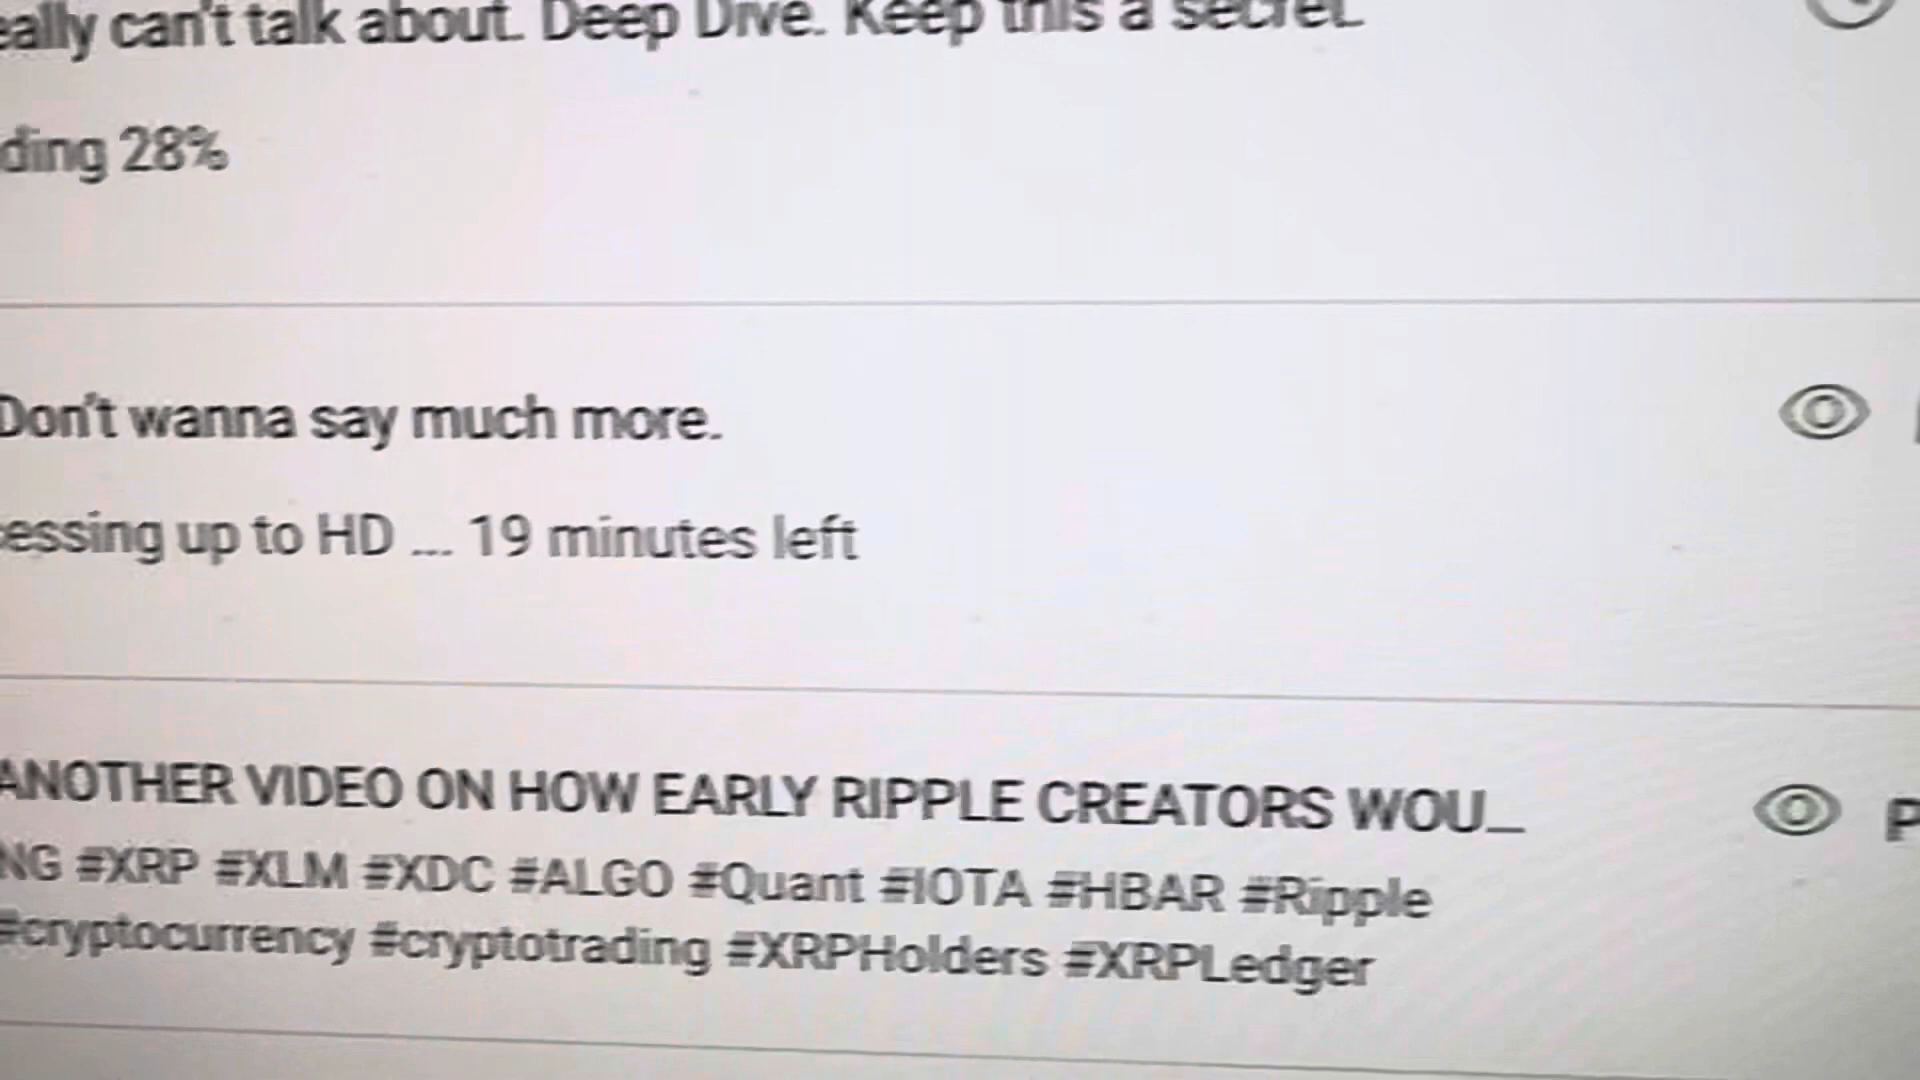 eally can't talk about. Deep Dive. Keep this a secret.
ding 28%
Don't wanna say much more.
essing up to HD ... 19 minutes left
ANOTHER VIDEO ON HOW EARLY RIPPLE CREATORS WOU...
P
NG #XRP #XLM #XDC #ALGO #Quant #IOTA #HBAR #Ripple
#cryptocurrency #cryptotrading #XRPHolders #XRPLedger